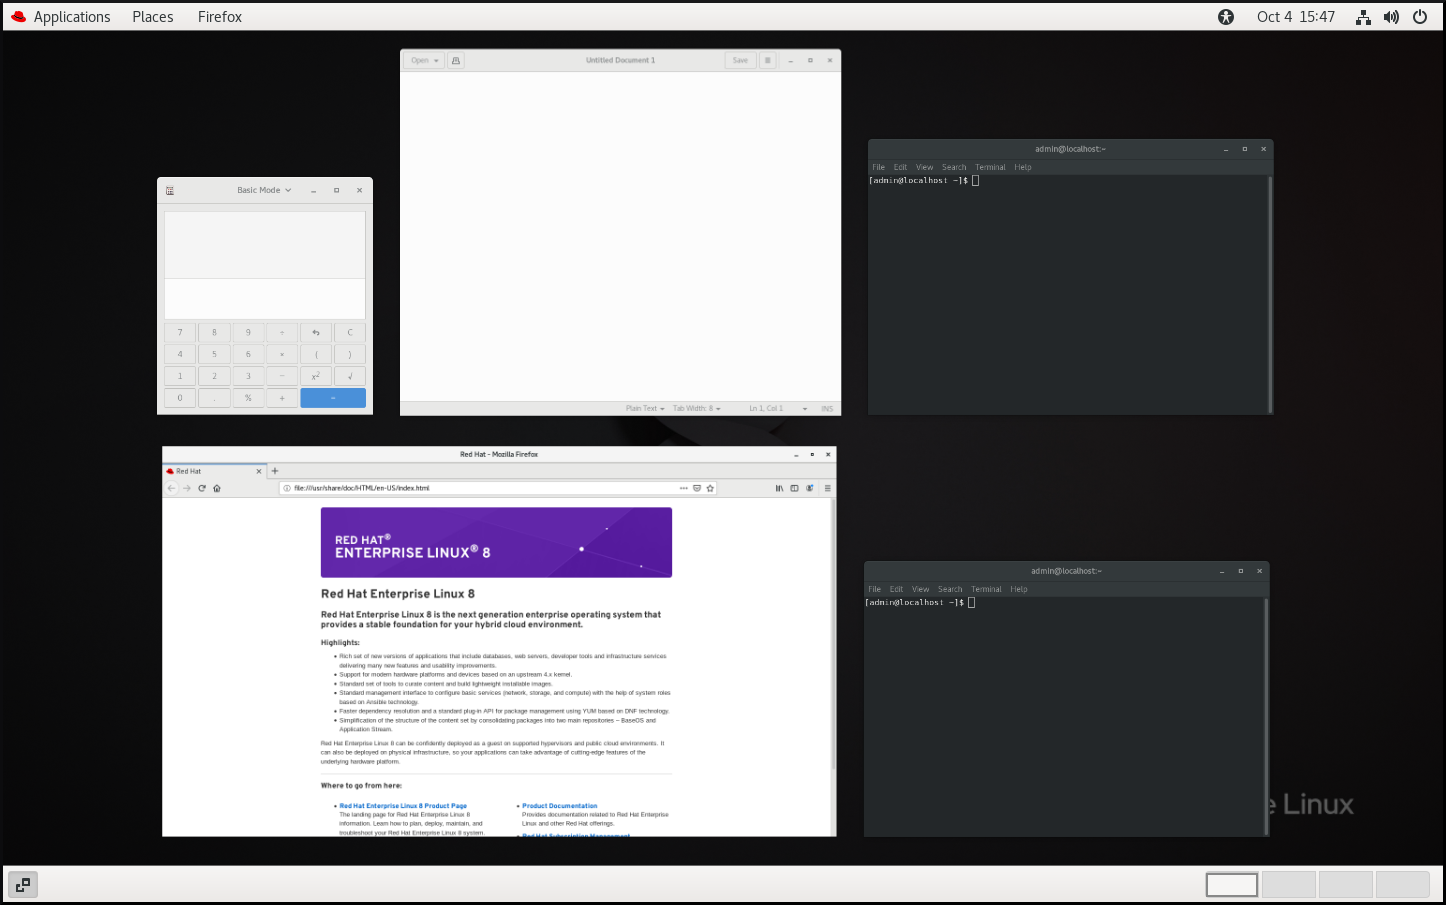 Applications Places Firefox Oct 4 15:47
Open Untitled Document 1 Save
Plain Text Tab Width: 8 Ln 1, Col 1 INS
Basic Mode
7 8 9 ÷ C
4 5 6 × ( )
1 2 3 − x² √
0 . % + =
admin@localhost:~
File Edit View Search Terminal Help
[admin@localhost ~]$
Red Hat - Mozilla Firefox
Red Hat
file:///usr/share/doc/HTML/en-US/index.html
RED HAT®
ENTERPRISE LINUX® 8
Red Hat Enterprise Linux 8
Red Hat Enterprise Linux 8 is the next generation enterprise operating system that
provides a stable foundation for your hybrid cloud environment.
Highlights:
• Rich set of new versions of applications that include databases, web servers, developer tools and infrastructure services
delivering many new features and usability improvements.
• Support for modern hardware platforms and devices based on an upstream 4.x kernel.
• Standard set of tools to curate content and build lightweight installable images.
• Standard management interface to configure basic services (network, storage, and compute) with the help of system roles
based on Ansible technology.
• Faster dependency resolution and a standard plug-in API for package management using YUM based on DNF technology.
• Simplification of the structure of the content set by consolidating packages into two main repositories – BaseOS and
Application Stream.
Red Hat Enterprise Linux 8 can be confidently deployed as a guest on supported hypervisors and public cloud environments. It
can also be deployed on physical infrastructure, so your applications can take advantage of cutting-edge features of the
underlying hardware platform.
Where to go from here:
• Red Hat Enterprise Linux 8 Product Page
The landing page for Red Hat Enterprise Linux 8
information. Learn how to plan, deploy, maintain, and
troubleshoot your Red Hat Enterprise Linux 8 system.
• Product Documentation
Provides documentation related to Red Hat Enterprise
Linux and other Red Hat offerings.
• Red Hat Subscription Management
admin@localhost:~
File Edit View Search Terminal Help
[admin@localhost ~]$
e Linux